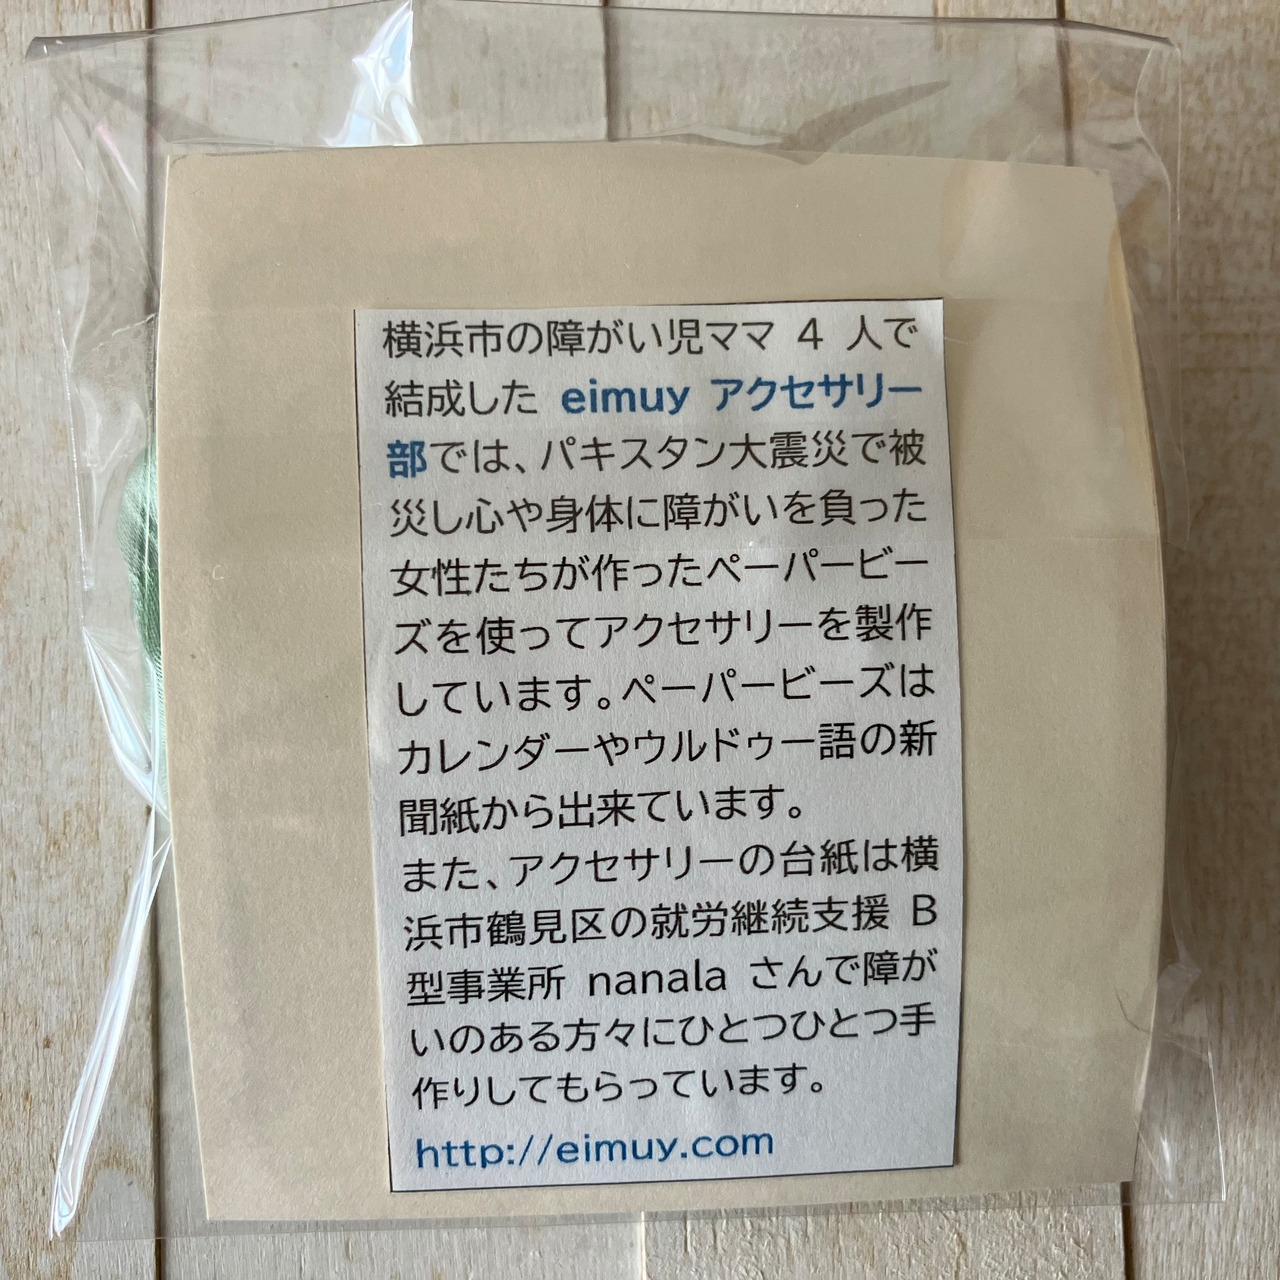 横浜市の障がい児ママ 4 人で
結成した eimuy アクセサリー
部では、パキスタン大震災で被
災し心や身体に障がいを負った
女性たちが作ったペーパービー
ズを使ってアクセサリーを製作
しています。ペーパービーズは
カレンダーやウルドゥー語の新
聞紙から出来ています。
また、アクセサリーの台紙は横
浜市鶴見区の就労継続支援 B
型事業所 nanala さんで障が
いのある方々にひとつひとつ手
作りしてもらっています。
http://eimuy.com